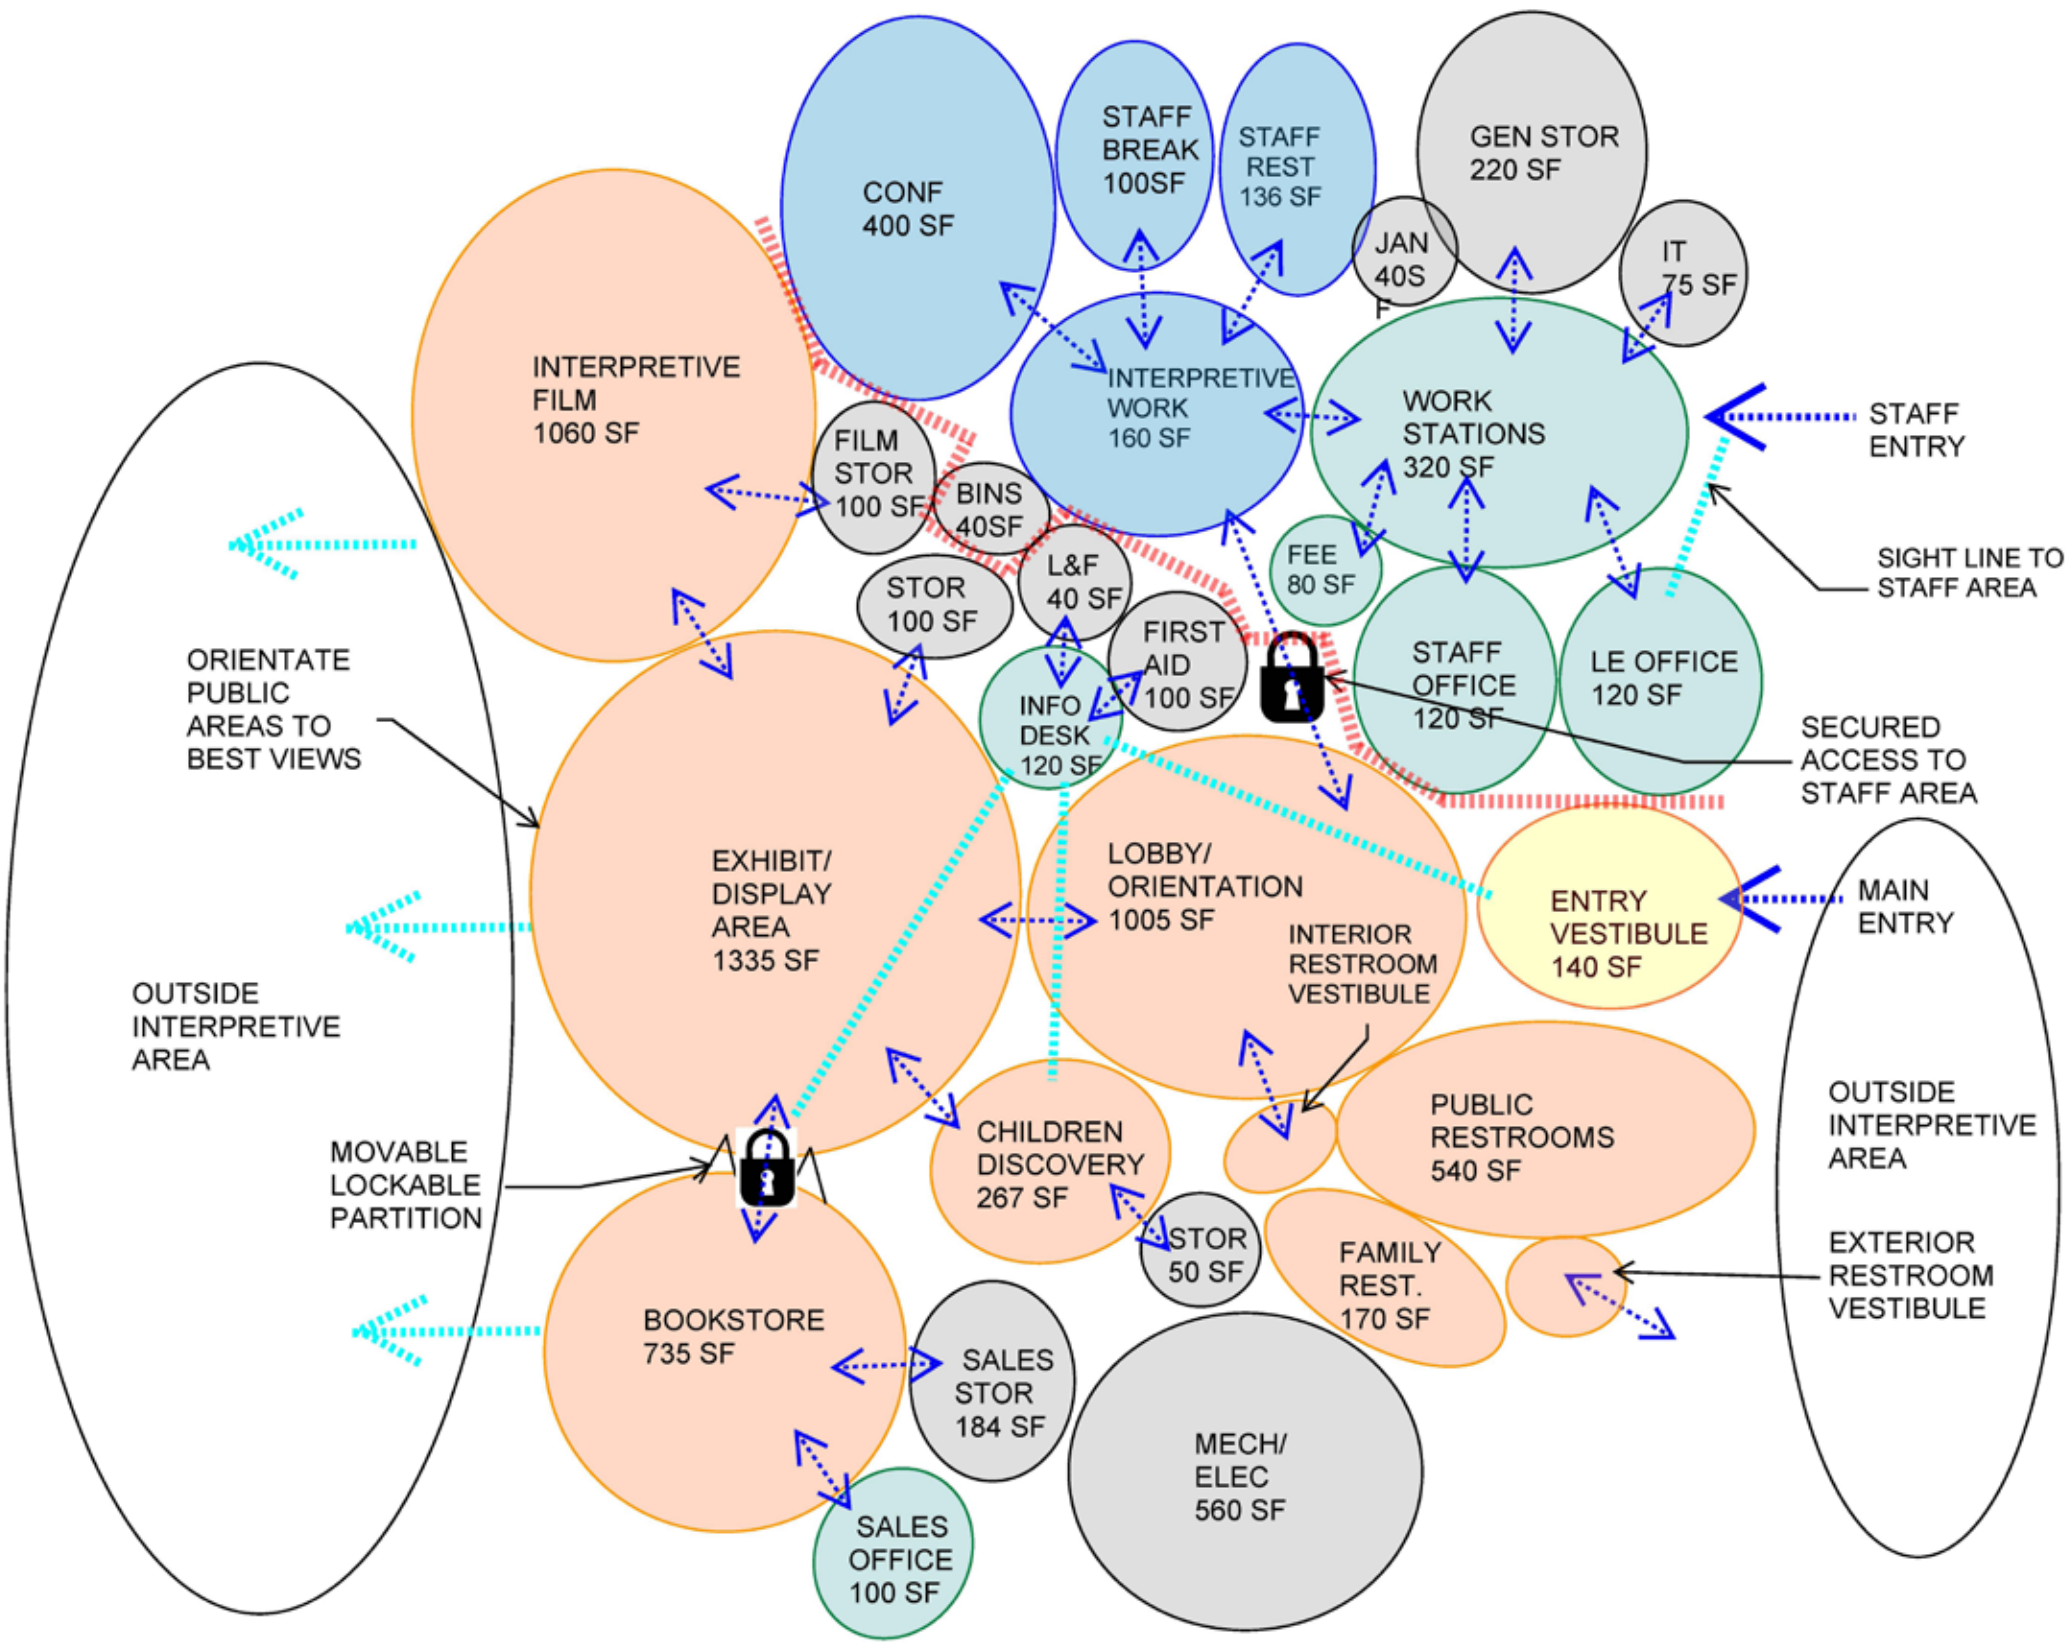 CONF
400 SF
STAFF
BREAK
100SF
STAFF
REST
136 SF
GEN STOR
220 SF
JAN
40S
F
IT
75 SF
INTERPRETIVE
FILM
1060 SF
INTERPRETIVE
WORK
160 SF
WORK
STATIONS
320 SF
STAFF
ENTRY
FILM
STOR
100 SF
BINS
40SF
L&F
40 SF
STOR
100 SF
FEE
80 SF
SIGHT LINE TO
STAFF AREA
FIRST
AID
100 SF
INFO
DESK
120 SF
STAFF
OFFICE
120 SF
LE OFFICE
120 SF
ORIENTATE
PUBLIC
AREAS TO
BEST VIEWS
SECURED
ACCESS TO
STAFF AREA
EXHIBIT/
DISPLAY
AREA
1335 SF
LOBBY/
ORIENTATION
1005 SF
INTERIOR
RESTROOM
VESTIBULE
ENTRY
VESTIBULE
140 SF
MAIN
ENTRY
OUTSIDE
INTERPRETIVE
AREA
MOVABLE
LOCKABLE
PARTITION
CHILDREN
DISCOVERY
267 SF
PUBLIC
RESTROOMS
540 SF
OUTSIDE
INTERPRETIVE
AREA
STOR
50 SF
FAMILY
REST.
170 SF
EXTERIOR
RESTROOM
VESTIBULE
BOOKSTORE
735 SF
SALES
STOR
184 SF
MECH/
ELEC
560 SF
SALES
OFFICE
100 SF